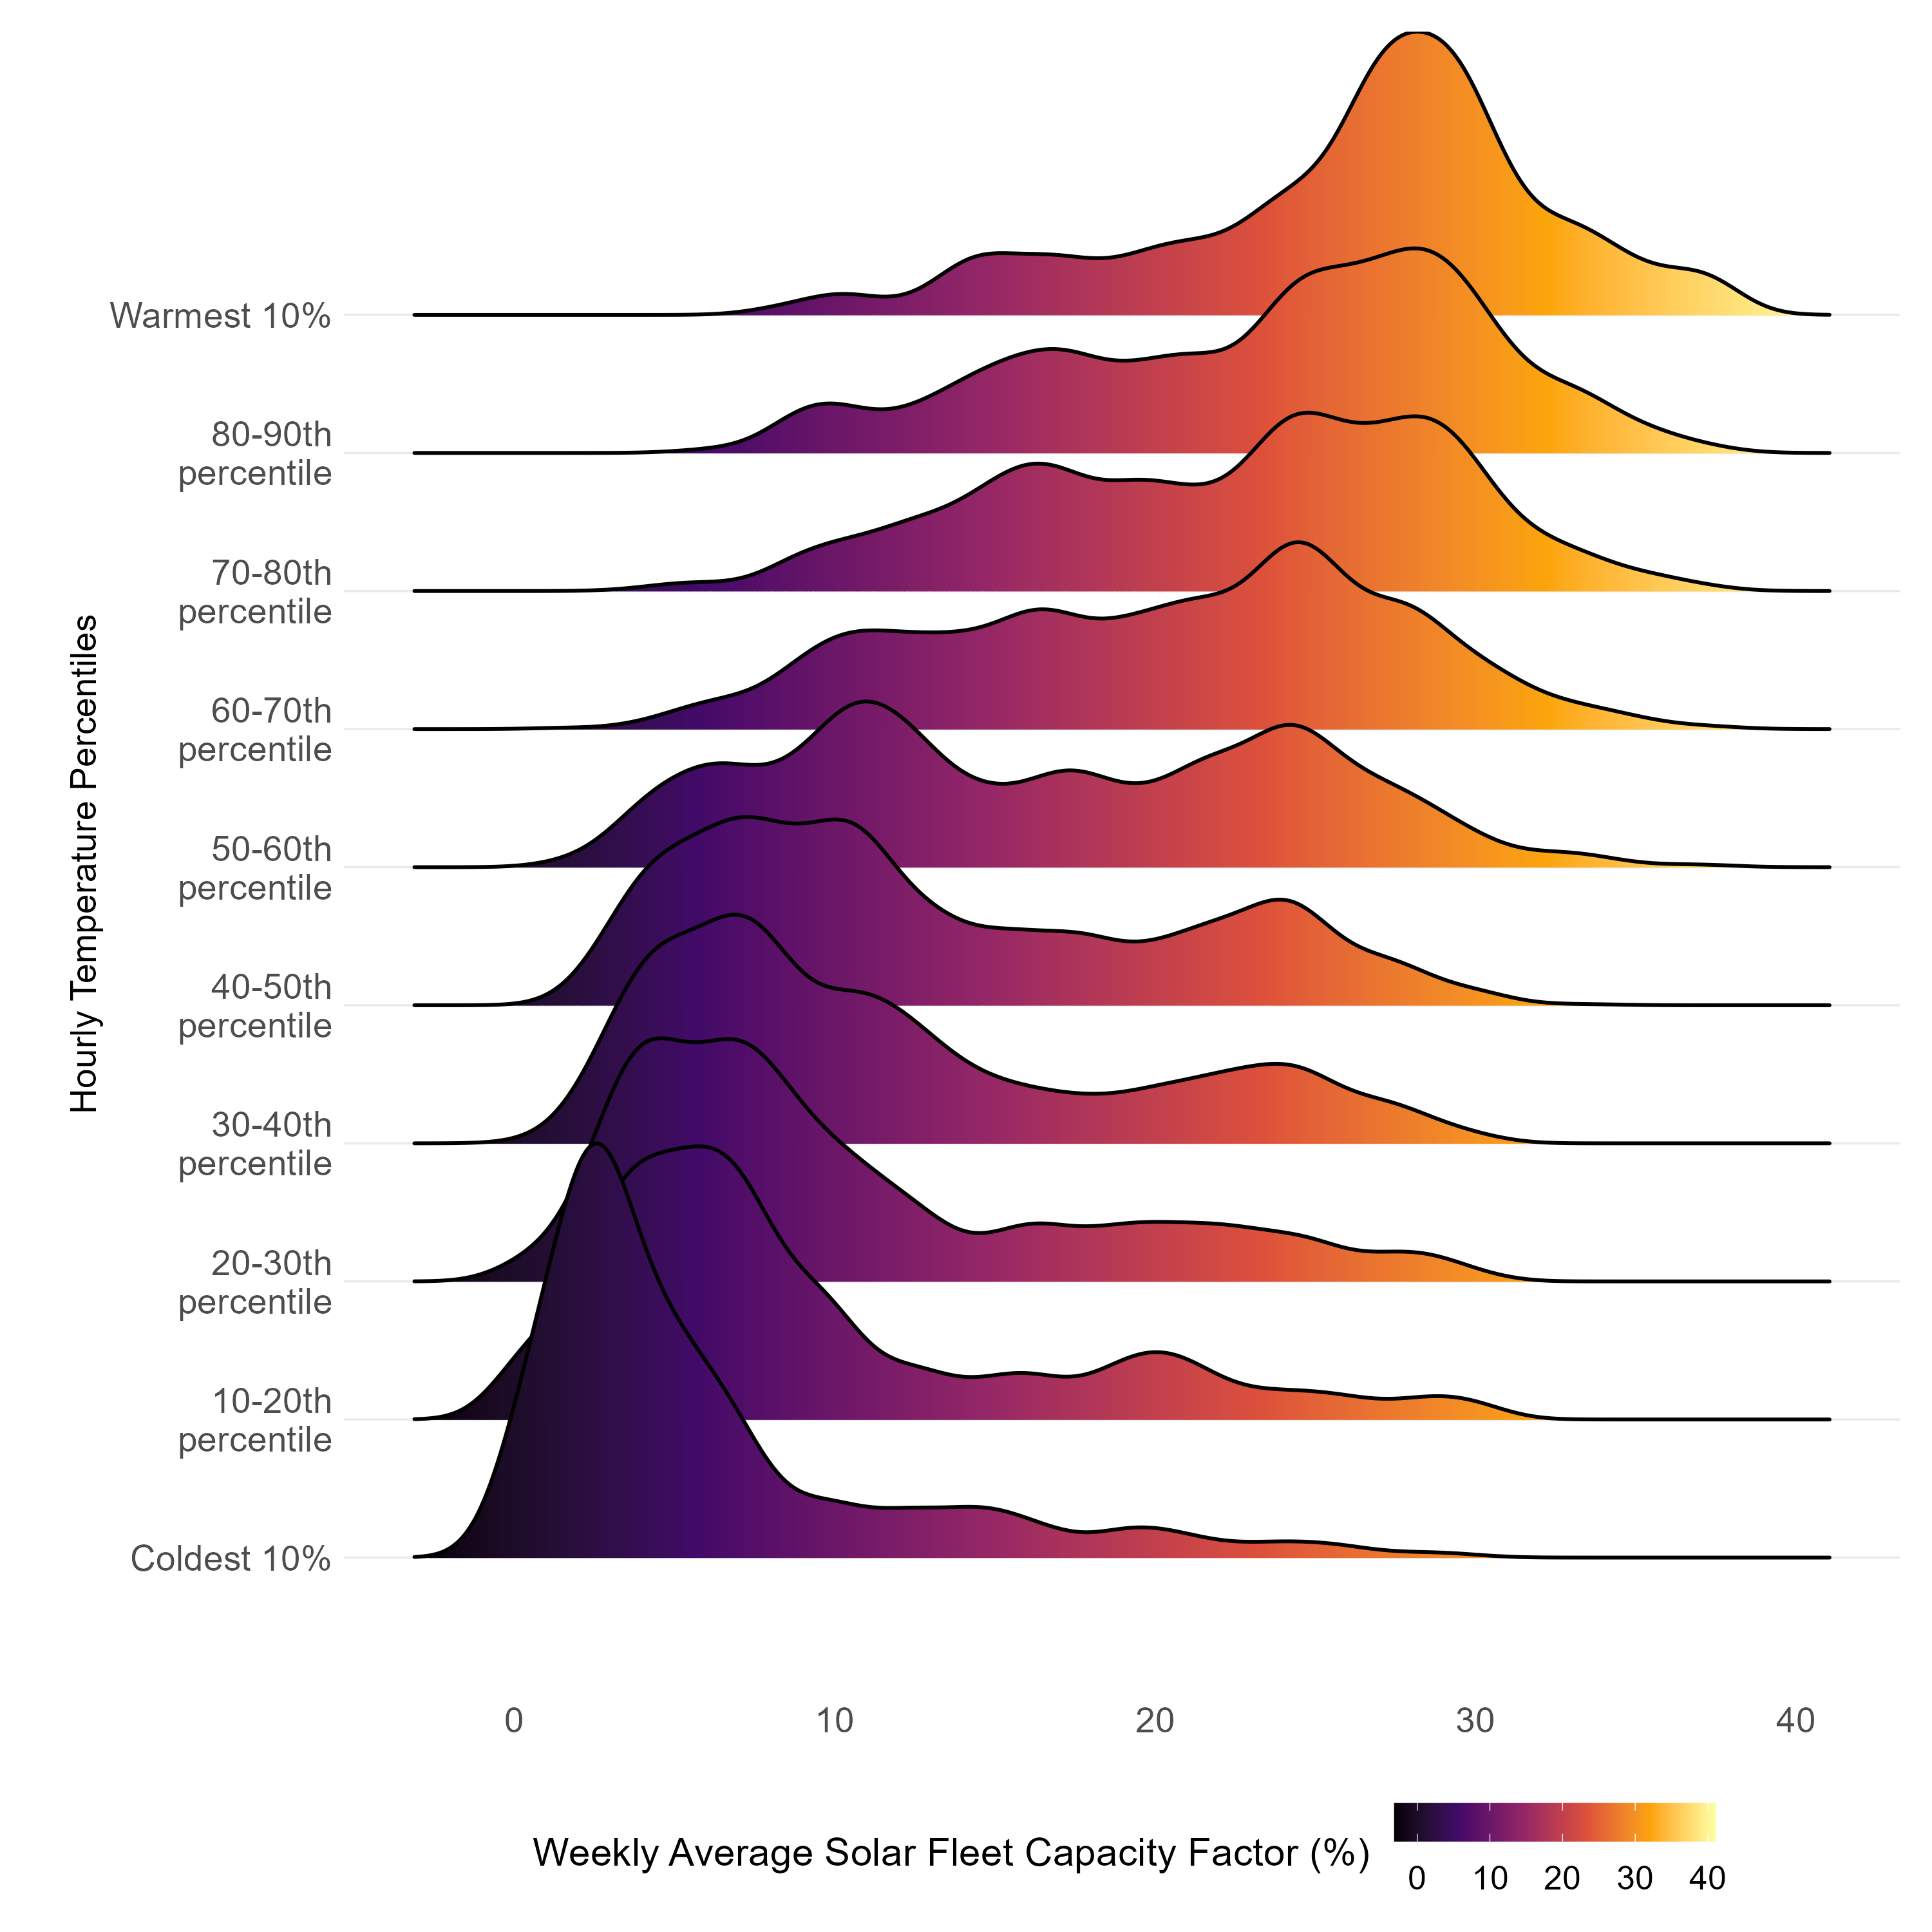 Warmest 10%
80-90th
percentile
70-80th
percentile
60-70th
percentile
50-60th
percentile
40-50th
percentile
30-40th
percentile
20-30th
percentile
10-20th
percentile
Coldest 10%
Hourly Temperature Percentiles
0 10 20 30 40
Weekly Average Solar Fleet Capacity Factor (%)
0 10 20 30 40